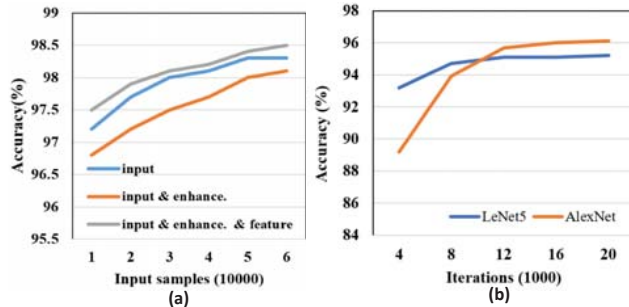 98.5
98
97.5
97
96.5
96
95.5
Accuracy(%)
input
input & enhance.
input & enhance. & feature
1 2 3 4 5 6
Input samples (10000)
(a)
98
96
94
92
90
88
86
84
Accuracy (%)
LeNet5 AlexNet
4 8 12 16 20
Iterations (1000)
(b)